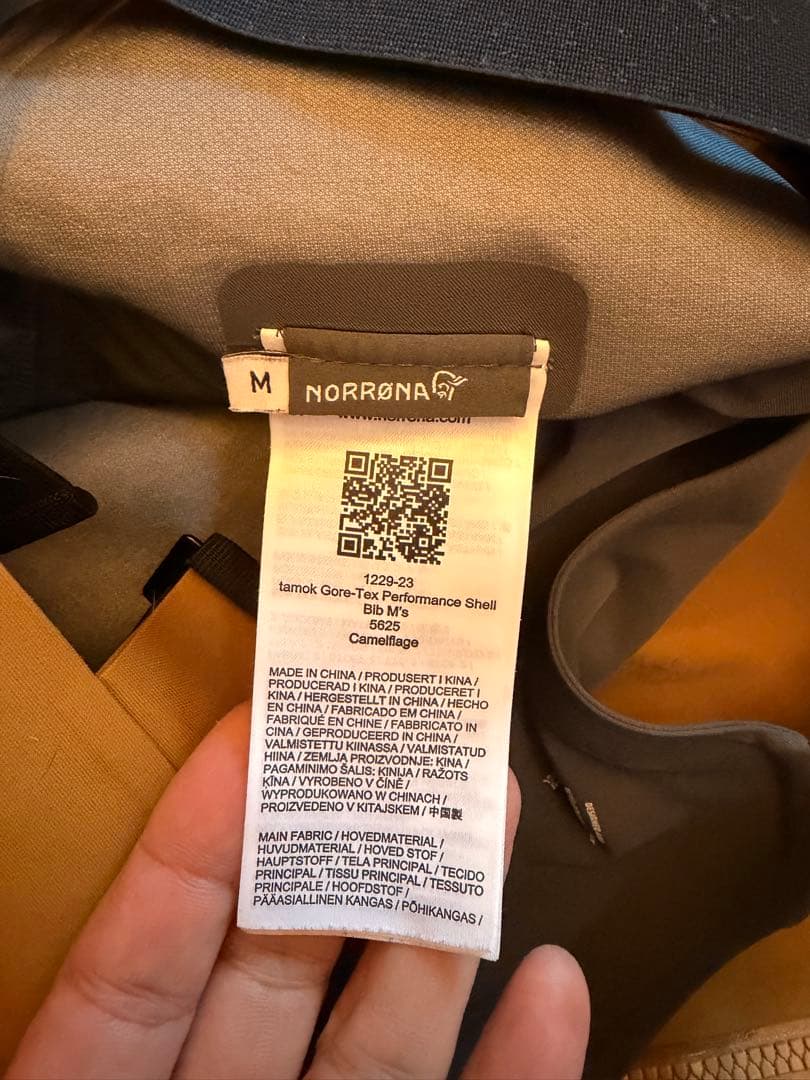 M
NORRØNA
www.norrona.com
1229-23
tamok Gore-Tex Performance Shell
Bib M's
5625
Camelflage
MADE IN CHINA / PRODUSERT I KINA /
PRODUCERAD I KINA / PRODUCERET I
KINA / HERGESTELLT IN CHINA / HECHO
EN CHINA / FABRICADO EM CHINA /
FABRIQUÉ EN CHINE / FABBRICATO IN
CINA / GEPRODUCEERD IN CHINA /
VALMISTETTU KIINASSA / VALMISTATUD
HIINA / ZEMLJA PROIZVODNJE: KINA /
PAGAMINIMO ŠALIS: KINIJA / RAŽOTS
ĶĪNA / VYROBENO V ČÍNĚ /
WYPRODUKOWANO W CHINACH /
PROIZVEDENO V KITAJSKEM / 中国製
MAIN FABRIC / HOVEDMATERIAL /
HUVUDMATERIAL / HOVED STOF /
HAUPTSTOFF / TELA PRINCIPAL / TECIDO
PRINCIPAL / TISSU PRINCIPAL / TESSUTO
PRINCIPALE / HOOFDSTOF /
PÄÄASIALLINEN KANGAS / PÕHIKANGAS /